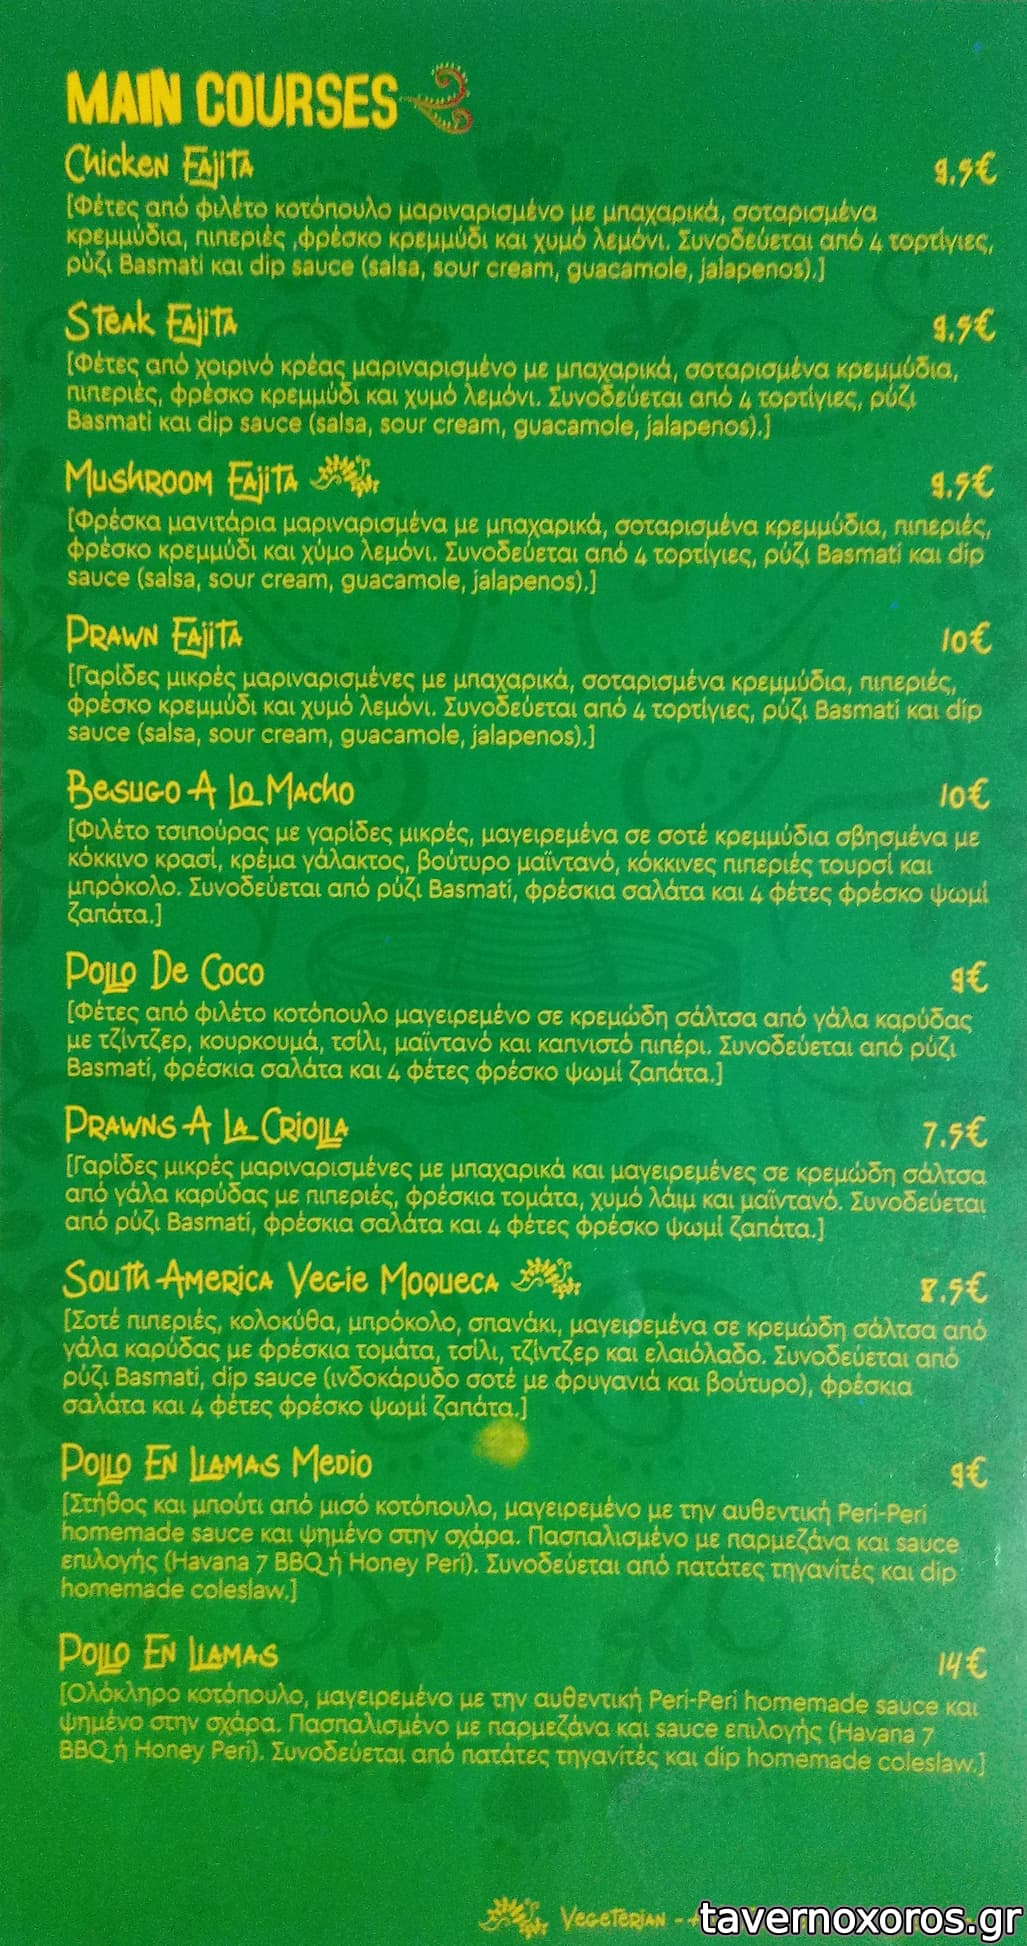 MAIN COURSES
Chicken Fajita 9.5€
[Φέτες από φιλέτο κοτόπουλο μαριναρισμένο με μπαχαρικά, σοταρισμένα
κρεμμύδια, πιπεριές ,φρέσκο κρεμμύδι και χυμό λεμόνι. Συνοδεύεται από 4 τορτίγιες,
ρύζι Basmati και dip sauce (salsa, sour cream, guacamole, jalapenos).]
Steak Fajita 9.5€
[Φέτες από χοιρινό κρέας μαριναρισμένο με μπαχαρικά, σοταρισμένα κρεμμύδια,
πιπεριές, φρέσκο κρεμμύδι και χυμό λεμόνι. Συνοδεύεται από 4 τορτίγιες, ρύζι
Basmati και dip sauce (salsa, sour cream, guacamole, jalapenos).]
Mushroom Fajita 9.5€
[Φρέσκα μανιτάρια μαριναρισμένα με μπαχαρικά, σοταρισμένα κρεμμύδια, πιπεριές,
φρέσκο κρεμμύδι και χύμο λεμόνι. Συνοδεύεται από 4 τορτίγιες, ρύζι Basmati και dip
sauce (salsa, sour cream, guacamole, jalapenos).]
Prawn Fajita 10€
[Γαρίδες μικρές μαριναρισμένες με μπαχαρικά, σοταρισμένα κρεμμύδια, πιπεριές,
φρέσκο κρεμμύδι και χυμό λεμόνι. Συνοδεύεται από 4 τορτίγιες, ρύζι Basmati και dip
sauce (salsa, sour cream, guacamole, jalapenos).]
Besugo A Lo Macho 10€
[Φιλέτο τσιπούρας με γαρίδες μικρές, μαγειρεμένα σε σοτέ κρεμμύδια σβησμένα με
κόκκινο κρασί, κρέμα γάλακτος, βούτυρο μαϊντανό, κόκκινες πιπεριές τουρσί και
μπρόκολο. Συνοδεύεται από ρύζι Basmati, φρέσκια σαλάτα και 4 φέτες φρέσκο ψωμί
ζαπάτα.]
Pollo De Coco 9€
[Φέτες από φιλέτο κοτόπουλο μαγειρεμένο σε κρεμώδη σάλτσα από γάλα καρύδας
με τζίντζερ, κουρκουμά, τσίλι, μαϊντανό και καπνιστό πιπέρι. Συνοδεύεται από ρύζι
Basmati, φρέσκια σαλάτα και 4 φέτες φρέσκο ψωμί ζαπάτα.]
Prawns A La Criolla 7.5€
[Γαρίδες μικρές μαριναρισμένες με μπαχαρικά και μαγειρεμένες σε κρεμώδη σάλτσα
από γάλα καρύδας με πιπεριές, φρέσκια τομάτα, χυμό λάιμ και μαϊντανό. Συνοδεύεται
από ρύζι Basmati, φρέσκια σαλάτα και 4 φέτες φρέσκο ψωμί ζαπάτα.]
South America Vegie Moqueca 8.5€
[Σοτέ πιπεριές, κολοκύθα, μπρόκολο, σπανάκι, μαγειρεμένα σε κρεμώδη σάλτσα από
γάλα καρύδας με φρέσκια τομάτα, τσίλι, τζίντζερ και ελαιόλαδο. Συνοδεύεται από
ρύζι Basmati, dip sauce (ινδοκάρυδο σοτέ με φρυγανιά και βούτυρο), φρέσκια
σαλάτα και 4 φέτες φρέσκο ψωμί ζαπάτα.]
Pollo En Llamas Medio 9€
[Στήθος και μπούτι από μισό κοτόπουλο, μαγειρεμένο με την αυθεντική Peri-Peri
homemade sauce και ψημένο στην σχάρα. Πασπαλισμένο με παρμεζάνα και sauce
επιλογής (Havana 7 BBQ ή Honey Peri). Συνοδεύεται από πατάτες τηγανίτές και dip
homemade coleslaw.]
Pollo En Llamas 14€
[Ολόκληρο κοτόπουλο, μαγειρεμένο με την αυθεντική Peri-Peri homemade sauce και
ψημένο στην σχάρα. Πασπαλισμένο με παρμεζάνα και sauce επιλογής (Havana 7
BBQ ή Honey Peri). Συνοδεύεται από πατάτες τηγανίτές και dip homemade coleslaw.]
Vegeterian -
tavernoxoros.gr